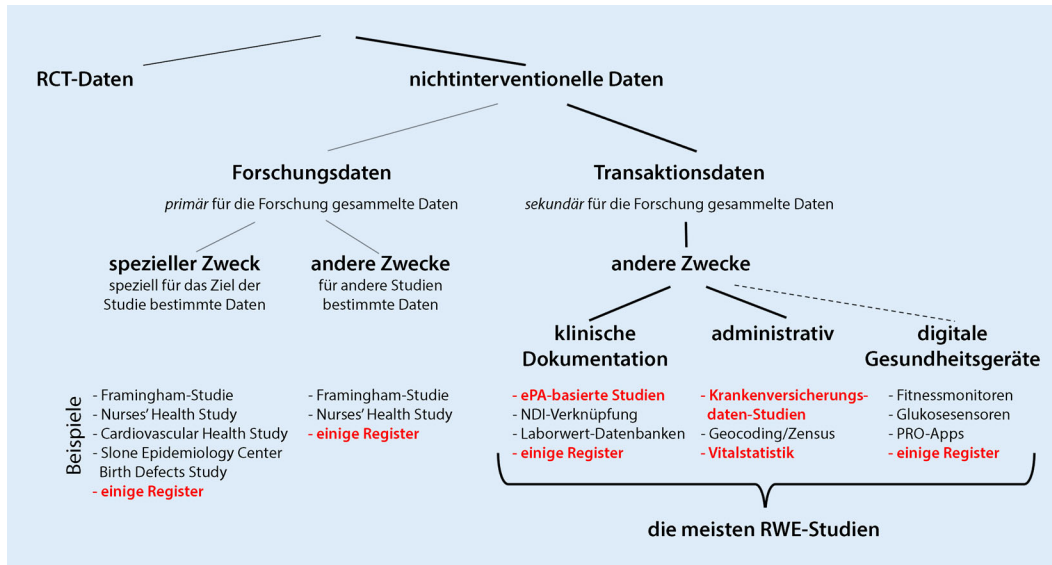 RCT-Daten
nichtinterventionelle Daten
Forschungsdaten
primär für die Forschung gesammelte Daten
Transaktionsdaten
sekundär für die Forschung gesammelte Daten
spezieller Zweck
speziell für das Ziel der
Studie bestimmte Daten
andere Zwecke
für andere Studien
bestimmte Daten
andere Zwecke
klinische
Dokumentation
administrativ
digitale
Gesundheitsgeräte
Beispiele
- Framingham-Studie
- Nurses’ Health Study
- Cardiovascular Health Study
- Slone Epidemiology Center
Birth Defects Study
- einige Register
- Framingham-Studie
- Nurses’ Health Study
- einige Register
- ePA-basierte Studien
- NDI-Verknüpfung
- Laborwert-Datenbanken
- einige Register
- Krankenversicherungs-
daten-Studien
- Geocoding/Zensus
- Vitalstatistik
- Fitnessmonitoren
- Glukosesensoren
- PRO-Apps
- einige Register
die meisten RWE-Studien